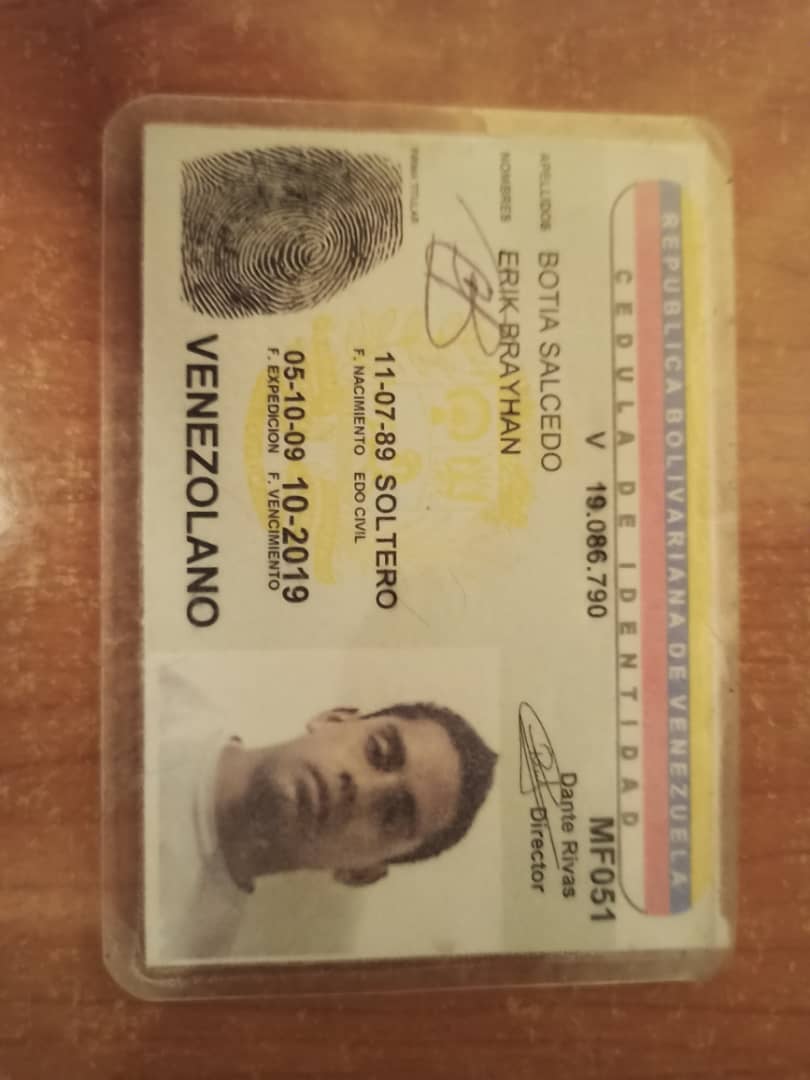 REPUBLICA BOLIVARIANA DE VENEZUELA
CEDULA DE IDENTIDAD
V 19.086.790
MF051
APELLIDOS BOTIA SALCEDO
NOMBRES ERIK BRAYHAN
Dante Rivas
Director
FIRMA TITULAR
11-07-89 SOLTERO
F. NACIMIENTO EDO CIVIL
05-10-09 10-2019
F. EXPEDICION F. VENCIMIENTO
VENEZOLANO